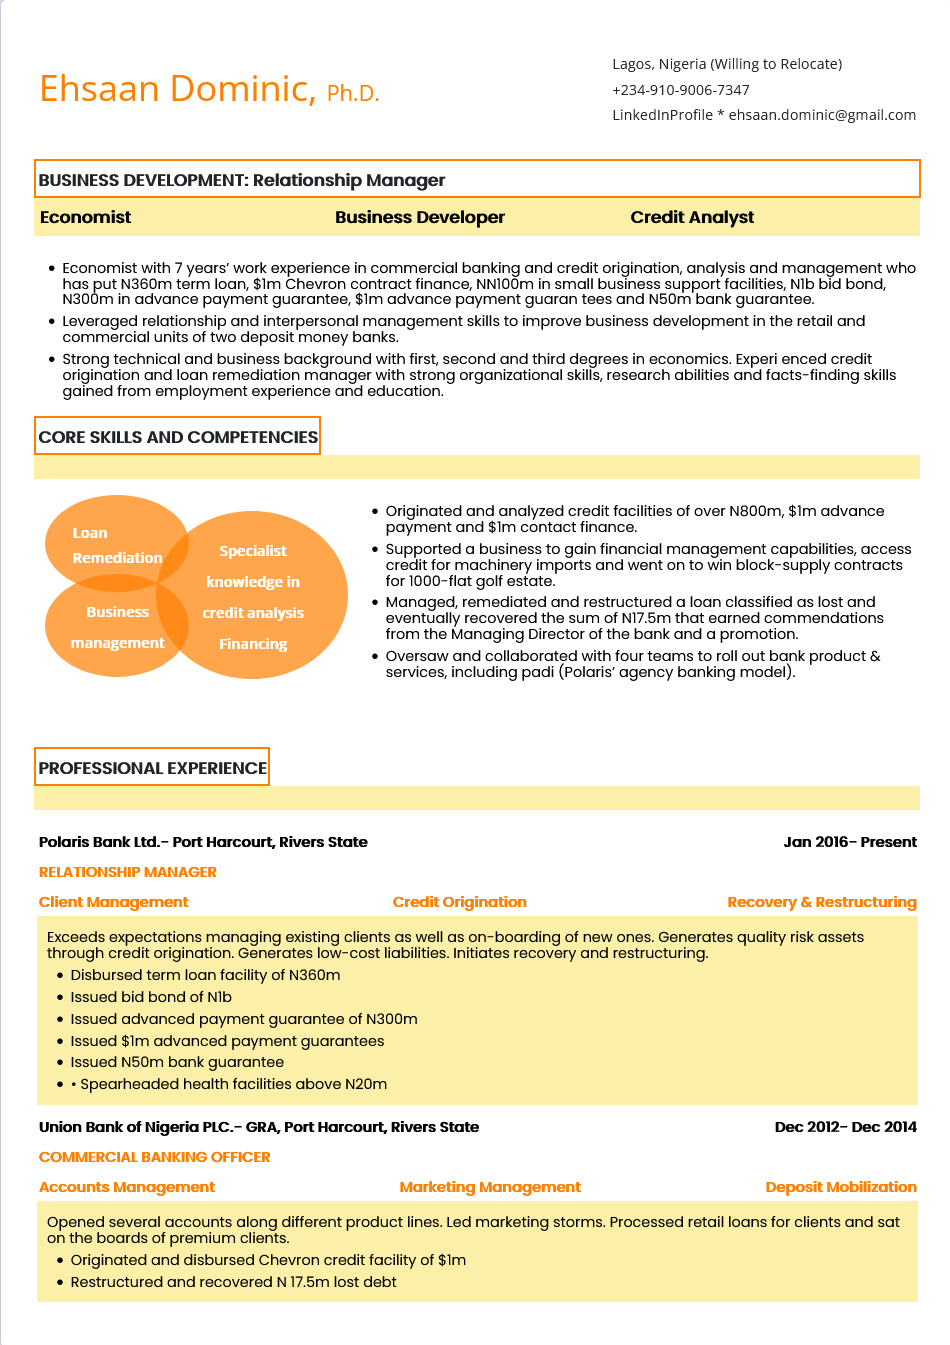 Ehsaan Dominic, Ph.D.
Lagos, Nigeria (Willing to Relocate)
+234-910-9006-7347
LinkedInProfile * ehsaan.dominic@gmail.com
BUSINESS DEVELOPMENT: Relationship Manager
Economist Business Developer Credit Analyst
• Economist with 7 years’ work experience in commercial banking and credit origination, analysis and management who
has put N360m term loan, $1m Chevron contract finance, NN100m in small business support facilities, N1b bid bond,
N300m in advance payment guarantee, $1m advance payment guaran tees and N50m bank guarantee.
• Leveraged relationship and interpersonal management skills to improve business development in the retail and
commercial units of two deposit money banks.
• Strong technical and business background with first, second and third degrees in economics. Experi enced credit
origination and loan remediation manager with strong organizational skills, research abilities and facts-finding skills
gained from employment experience and education.
CORE SKILLS AND COMPETENCIES
Loan
Remediation
Business
management
Specialist
knowledge in
credit analysis
Financing
• Originated and analyzed credit facilities of over N800m, $1m advance
payment and $1m contact finance.
• Supported a business to gain financial management capabilities, access
credit for machinery imports and went on to win block-supply contracts
for 1000-flat golf estate.
• Managed, remediated and restructured a loan classified as lost and
eventually recovered the sum of N17.5m that earned commendations
from the Managing Director of the bank and a promotion.
• Oversaw and collaborated with four teams to roll out bank product &
services, including padi (Polaris’ agency banking model).
PROFESSIONAL EXPERIENCE
Polaris Bank Ltd.- Port Harcourt, Rivers State Jan 2016- Present
RELATIONSHIP MANAGER
Client Management Credit Origination Recovery & Restructuring
Exceeds expectations managing existing clients as well as on-boarding of new ones. Generates quality risk assets
through credit origination. Generates low-cost liabilities. Initiates recovery and restructuring.
• Disbursed term loan facility of N360m
• Issued bid bond of N1b
• Issued advanced payment guarantee of N300m
• Issued $1m advanced payment guarantees
• Issued N50m bank guarantee
• • Spearheaded health facilities above N20m
Union Bank of Nigeria PLC.- GRA, Port Harcourt, Rivers State Dec 2012- Dec 2014
COMMERCIAL BANKING OFFICER
Accounts Management Marketing Management Deposit Mobilization
Opened several accounts along different product lines. Led marketing storms. Processed retail loans for clients and sat
on the boards of premium clients.
• Originated and disbursed Chevron credit facility of $1m
• Restructured and recovered N 17.5m lost debt